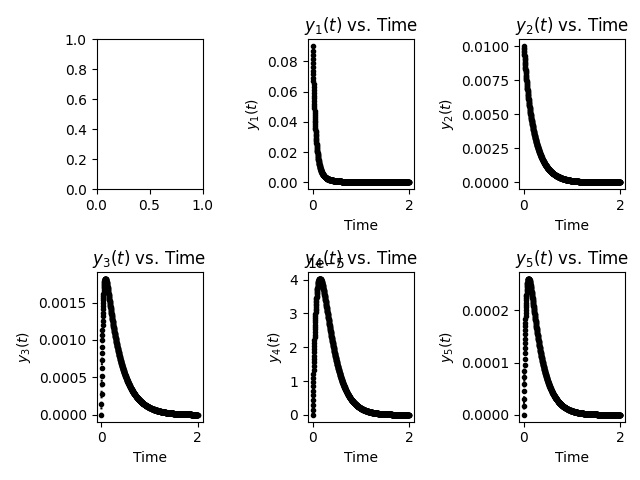 y₁(t) vs. Time
y₂(t) vs. Time
1.0
0.8
0.6
0.4
0.2
0.0
0.0 0.5 1.0
y₁(t)
0.08
0.06
0.04
0.02
0.00
0 2
Time
y₂(t)
0.0100
0.0075
0.0050
0.0025
0.0000
0 2
Time
y₃(t) vs. Time
y₄(t) vs. Time
1e−5
y₅(t) vs. Time
y₃(t)
0.0015
0.0010
0.0005
0.0000
0 2
Time
y₄(t)
4
3
2
1
0
0 2
Time
y₅(t)
0.0002
0.0001
0.0000
0 2
Time